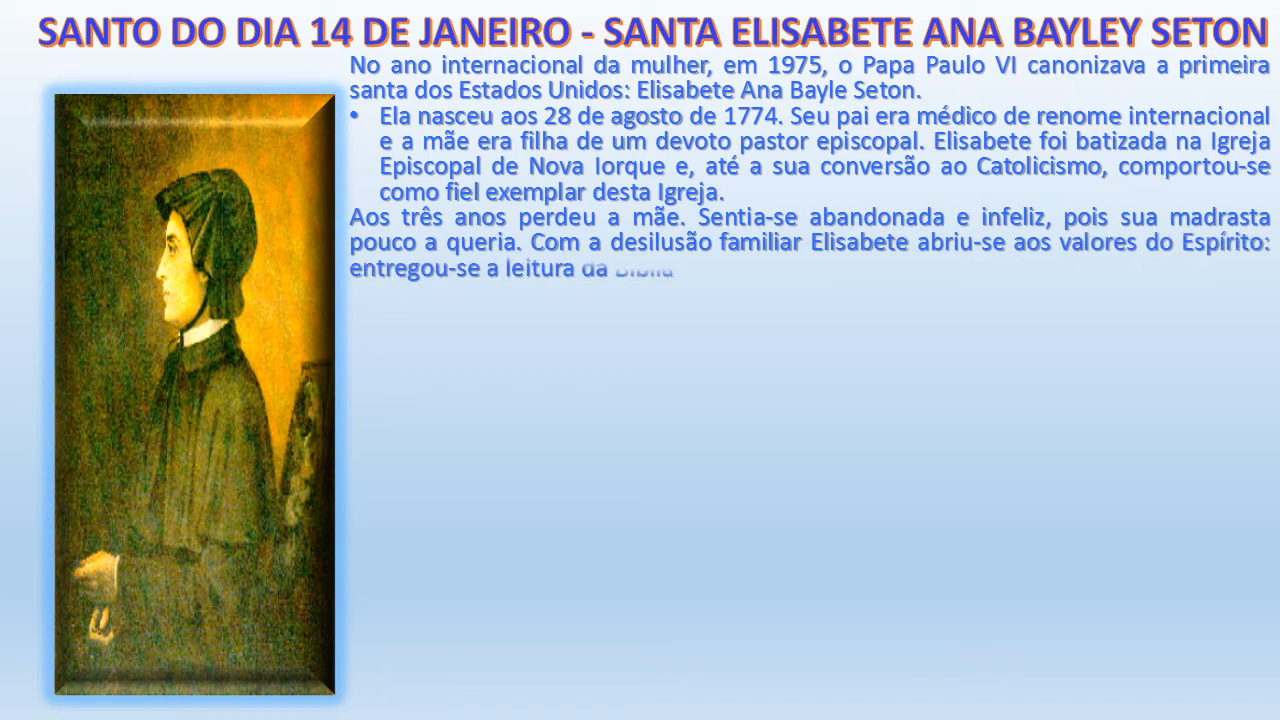 SANTO DO DIA 14 DE JANEIRO - SANTA ELISABETE ANA BAYLEY SETON
No ano internacional da mulher, em 1975, o Papa Paulo VI canonizava a primeira
santa dos Estados Unidos: Elisabete Ana Bayle Seton.
• Ela nasceu aos 28 de agosto de 1774. Seu pai era médico de renome internacional
e a mãe era filha de um devoto pastor episcopal. Elisabete foi batizada na Igreja
Episcopal de Nova Iorque e, até a sua conversão ao Catolicismo, comportou-se
como fiel exemplar desta Igreja.
Aos três anos perdeu a mãe. Sentia-se abandonada e infeliz, pois sua madrasta
pouco a queria. Com a desilusão familiar Elisabete abriu-se aos valores do Espírito:
entregou-se a leitura da Bíblia